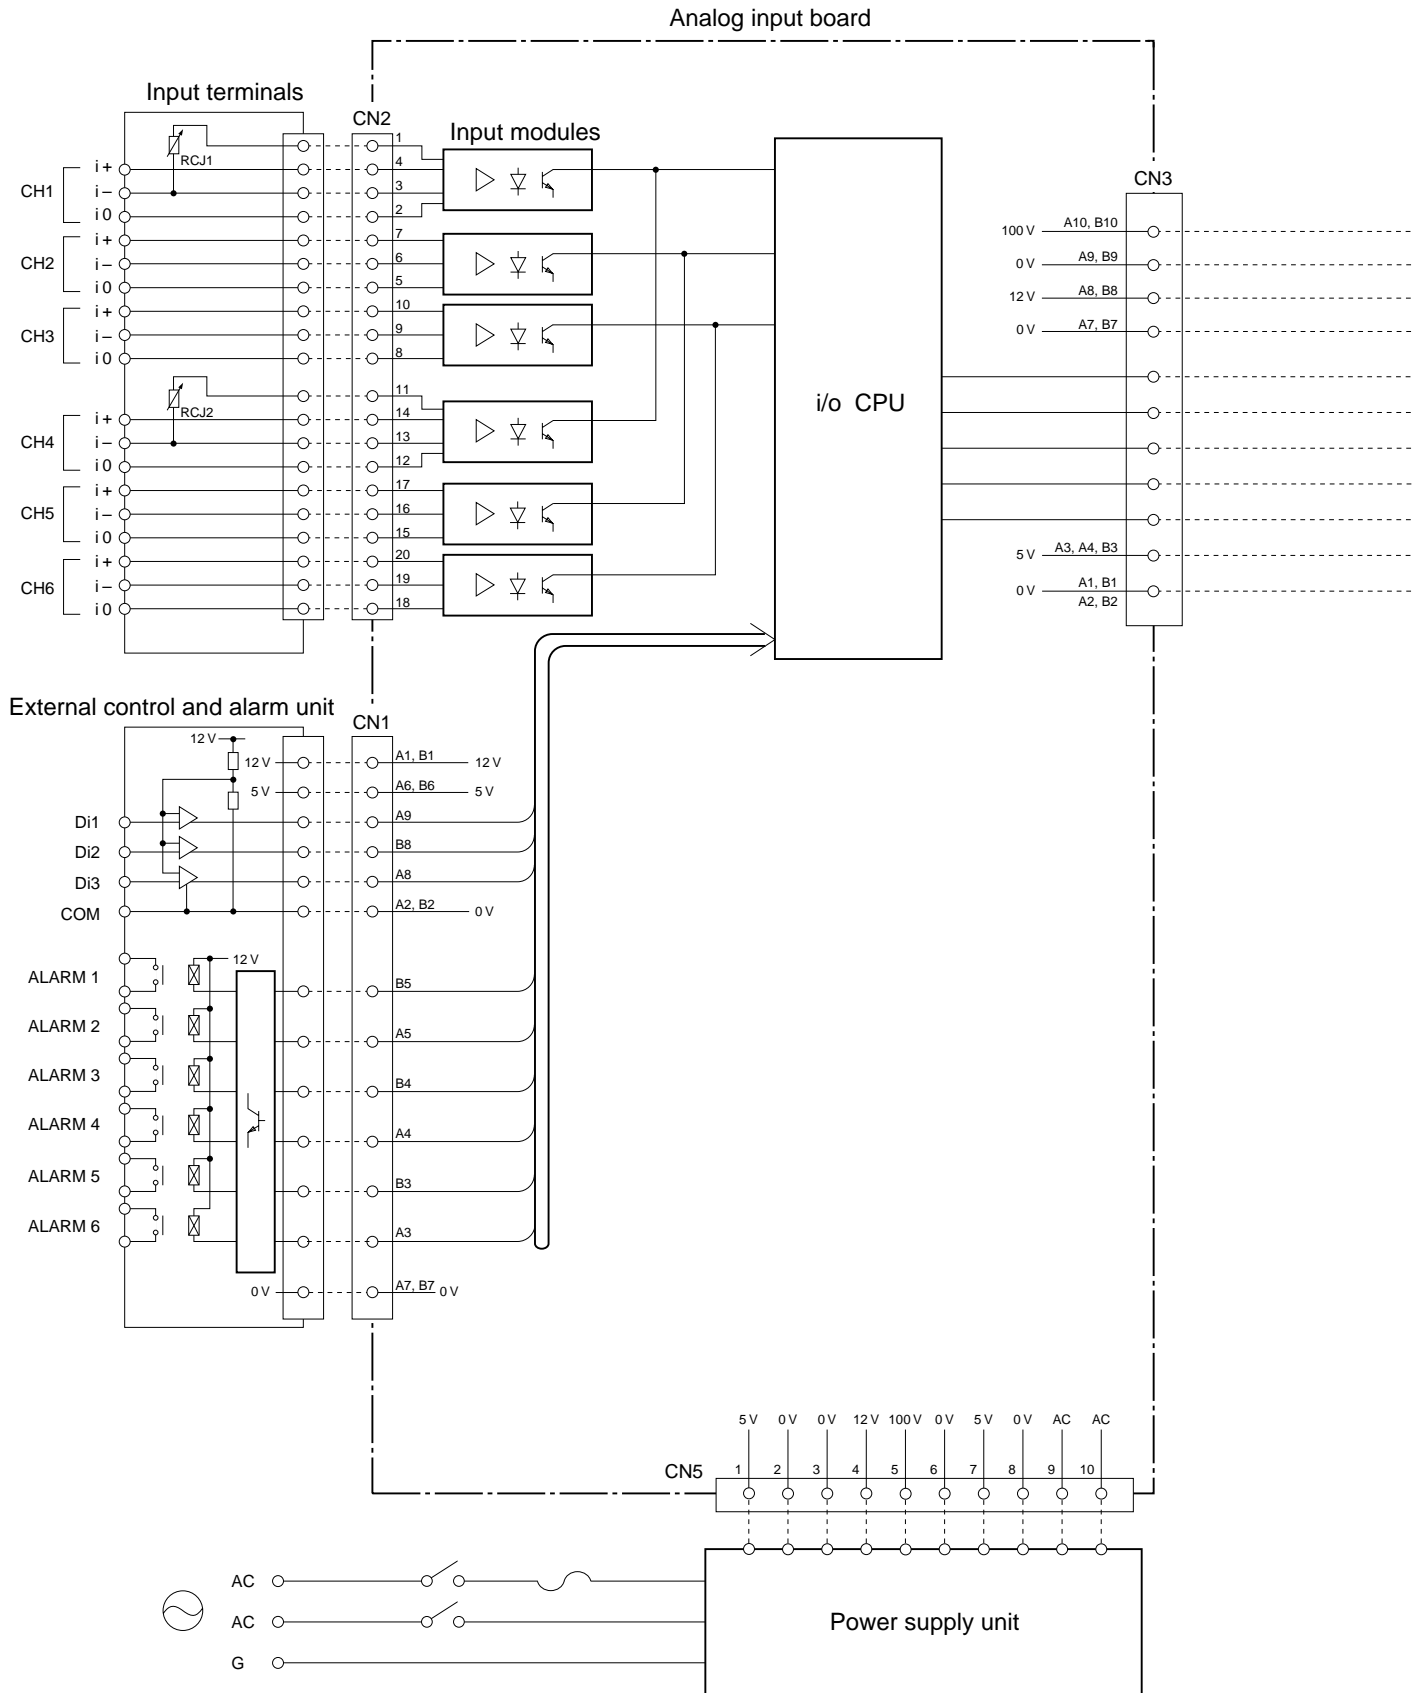 Analog input board
Input terminals
CN2
Input modules
RCJ1
1
CH1
i+
4
i−
3
i0
2
CH2
i+
7
i−
6
i0
5
CH3
i+
10
i−
9
i0
8
RCJ2
11
CH4
i+
14
i−
13
i0
12
CH5
i+
17
i−
16
i0
15
CH6
i+
20
i−
19
i0
18
i/o CPU
CN3
100 V A10, B10
0 V A9, B9
12 V A8, B8
0 V A7, B7
5 V A3, A4, B3
0 V A1, B1
A2, B2
External control and alarm unit
CN1
12 V
12 V A1, B1 12 V
5 V A6, B6 5 V
Di1 A9
Di2 B8
Di3 A8
COM A2, B2 0 V
12 V
ALARM 1 B5
ALARM 2 A5
ALARM 3 B4
ALARM 4 A4
ALARM 5 B3
ALARM 6 A3
0 V A7, B7 0 V
5 V 0 V 0 V 12 V 100 V 0 V 5 V 0 V AC AC
CN5 1 2 3 4 5 6 7 8 9 10
AC
AC
G
Power supply unit